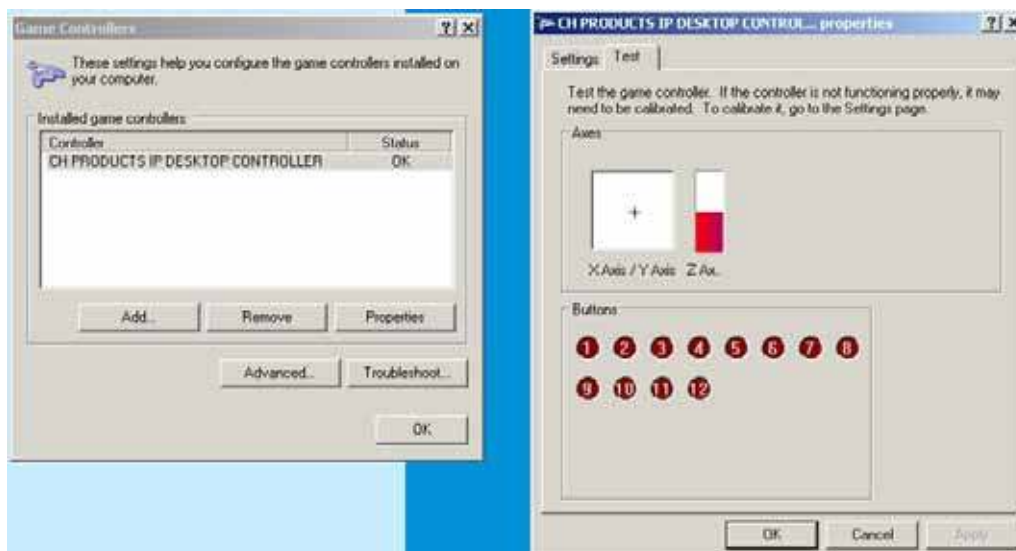 Game Controllers
These settings help you configure the game controllers installed on
your computer.
Installed game controllers
Controller Status
CH PRODUCTS IP DESKTOP CONTROLLER OK
Add... Remove Properties
Advanced... Troubleshoot...
OK
CH PRODUCTS IP DESKTOP CONTROL... properties
Settings Test
Test the game controller. If the controller is not functioning properly, it may
need to be calibrated. To calibrate it, go to the Settings page.
Axes
X Axis / Y Axis Z Ax..
Buttons
1 2 3 4 5 6 7 8
9 10 11 12
OK Cancel Apply